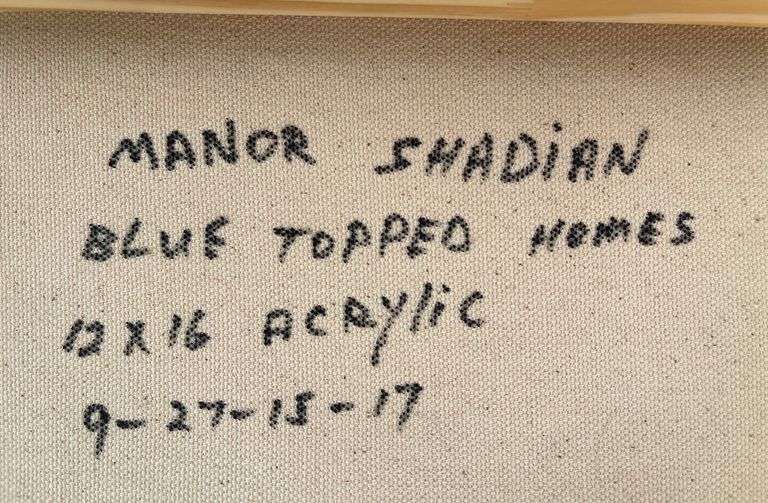 MANOR SHADiAN
BLUE TOPPED HOMES
12 X 16 ACRYliC
9-27-15-17